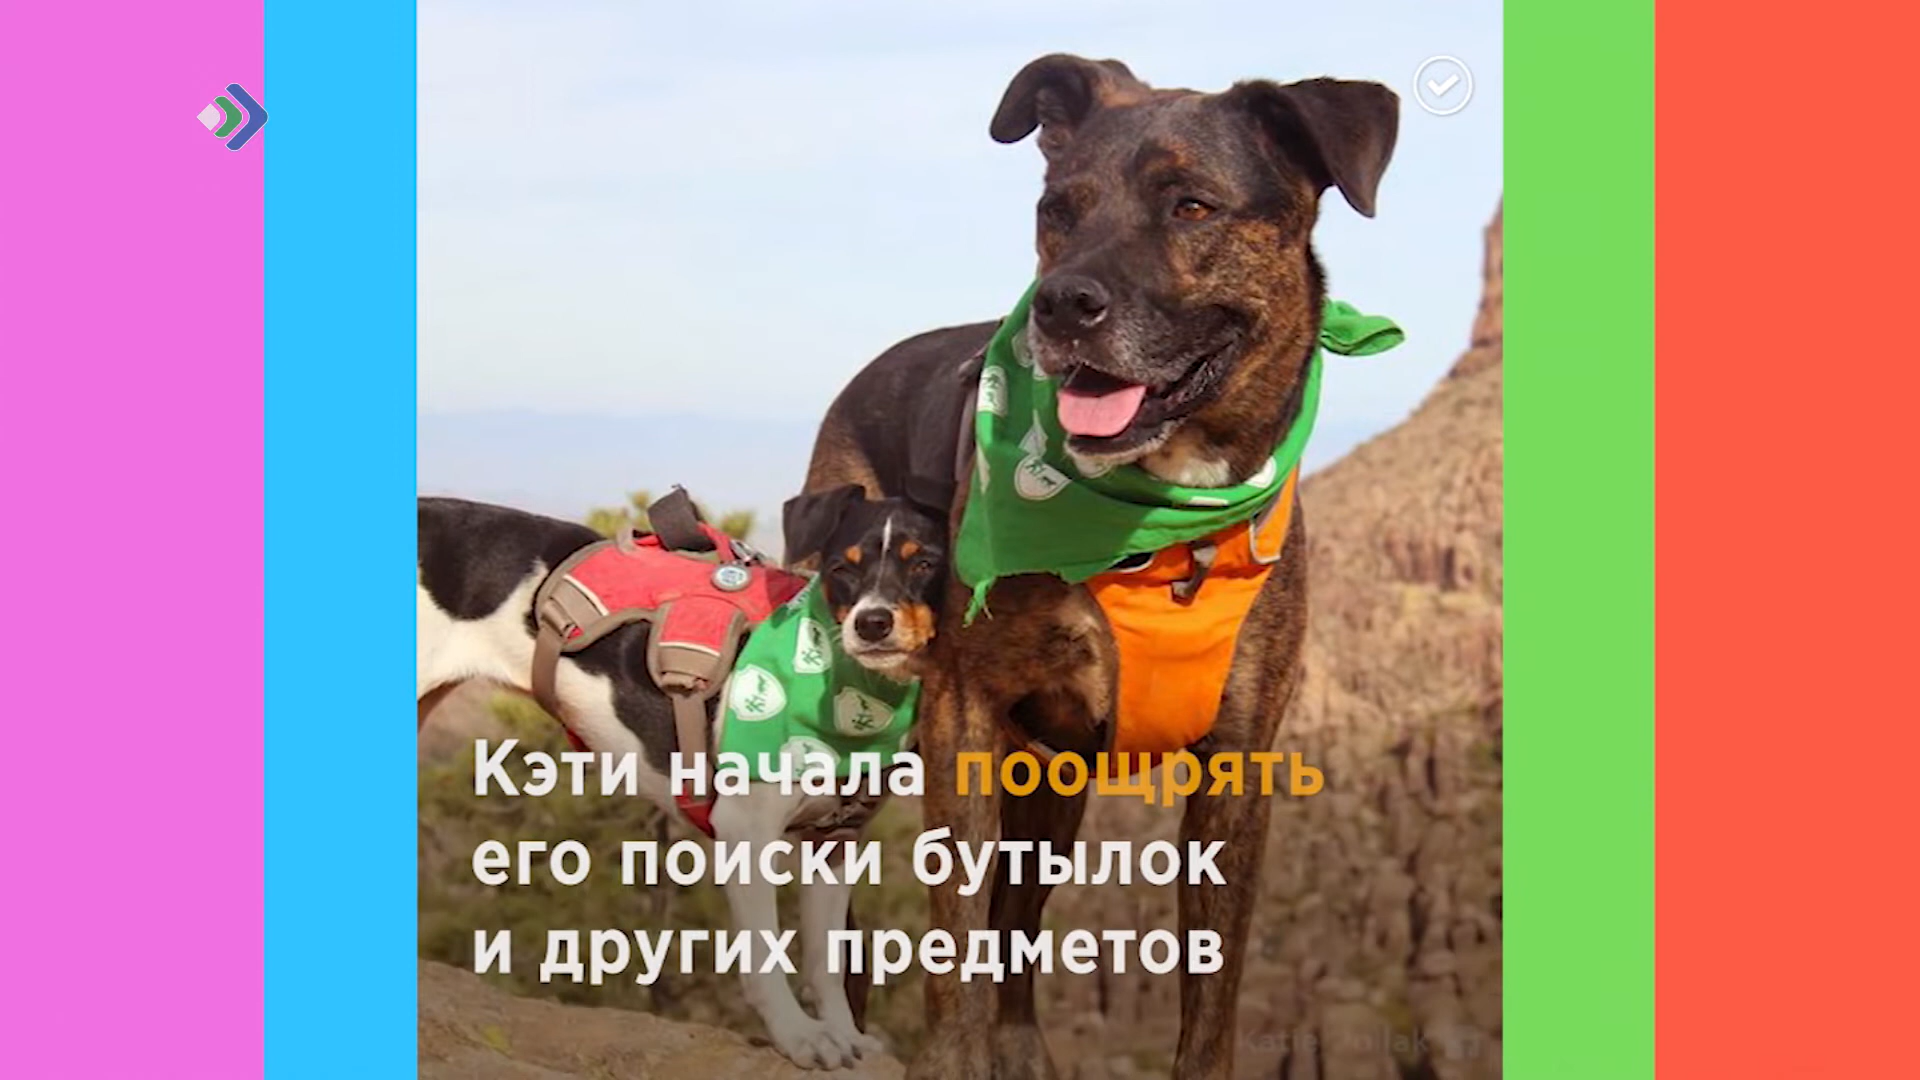 Кэти начала поощрять
его поиски бутылок
и других предметов